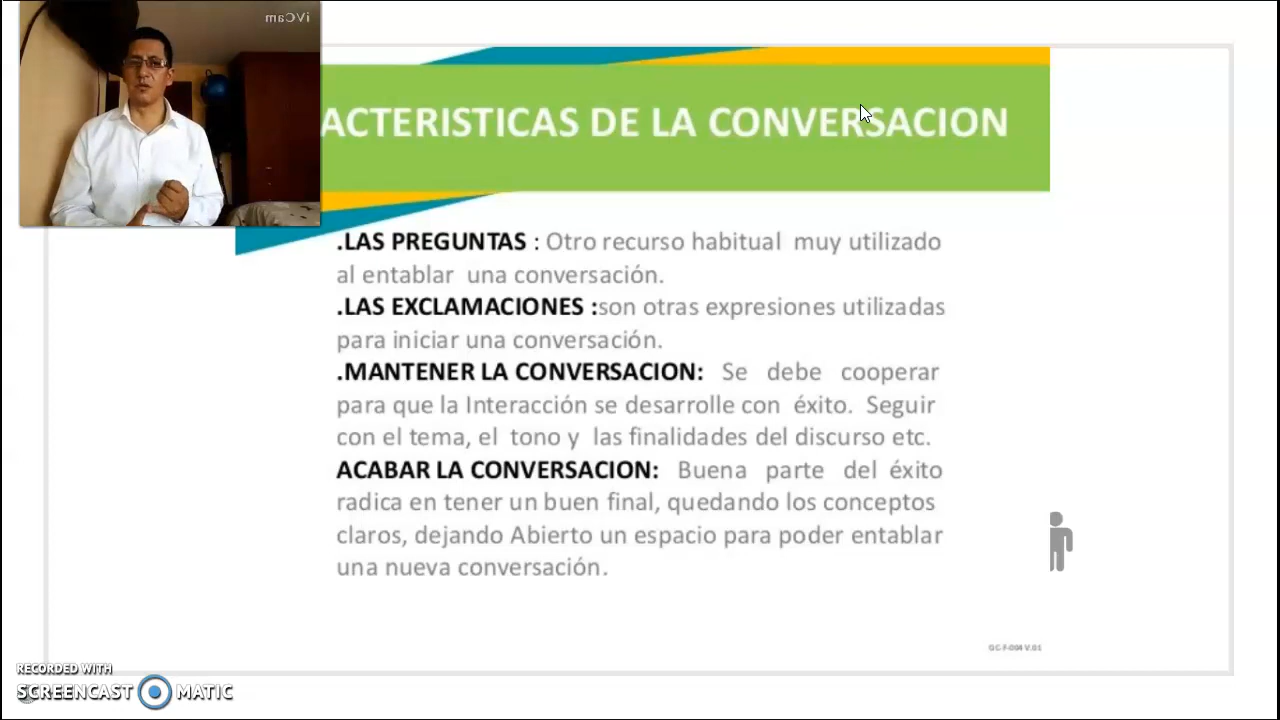 iVCam
ACTERISTICAS DE LA CONVERSACION
.LAS PREGUNTAS : Otro recurso habitual muy utilizado
al entablar una conversación.
.LAS EXCLAMACIONES :son otras expresiones utilizadas
para iniciar una conversación.
.MANTENER LA CONVERSACION: Se debe cooperar
para que la Interacción se desarrolle con éxito. Seguir
con el tema, el tono y las finalidades del discurso etc.
ACABAR LA CONVERSACION: Buena parte del éxito
radica en tener un buen final, quedando los conceptos
claros, dejando Abierto un espacio para poder entablar
una nueva conversación.
GC-F-004 V.01
RECORDED WITH
SCREENCAST MATIC